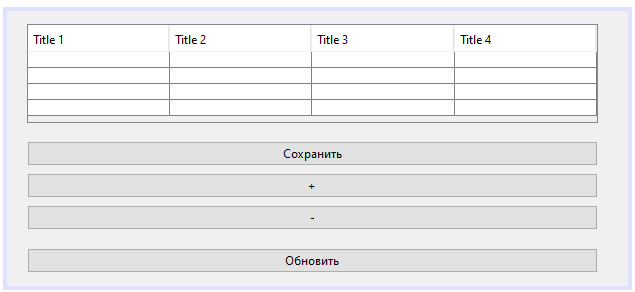 Title 1 Title 2 Title 3 Title 4
Сохранить
+
-
Обновить